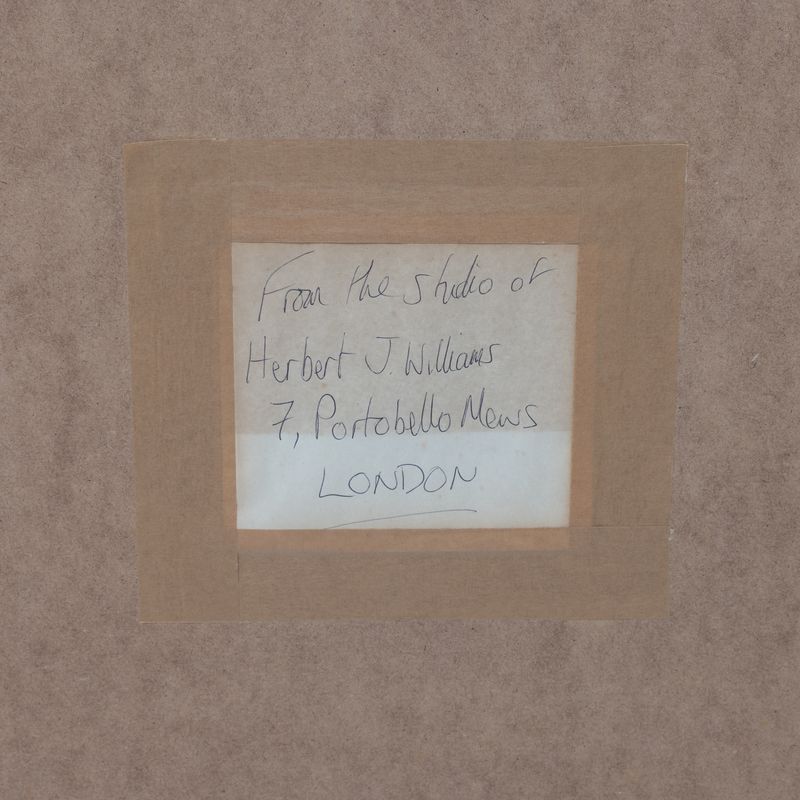 From the studio of
Herbert J. Williams
7, Portobello Mews
LONDON